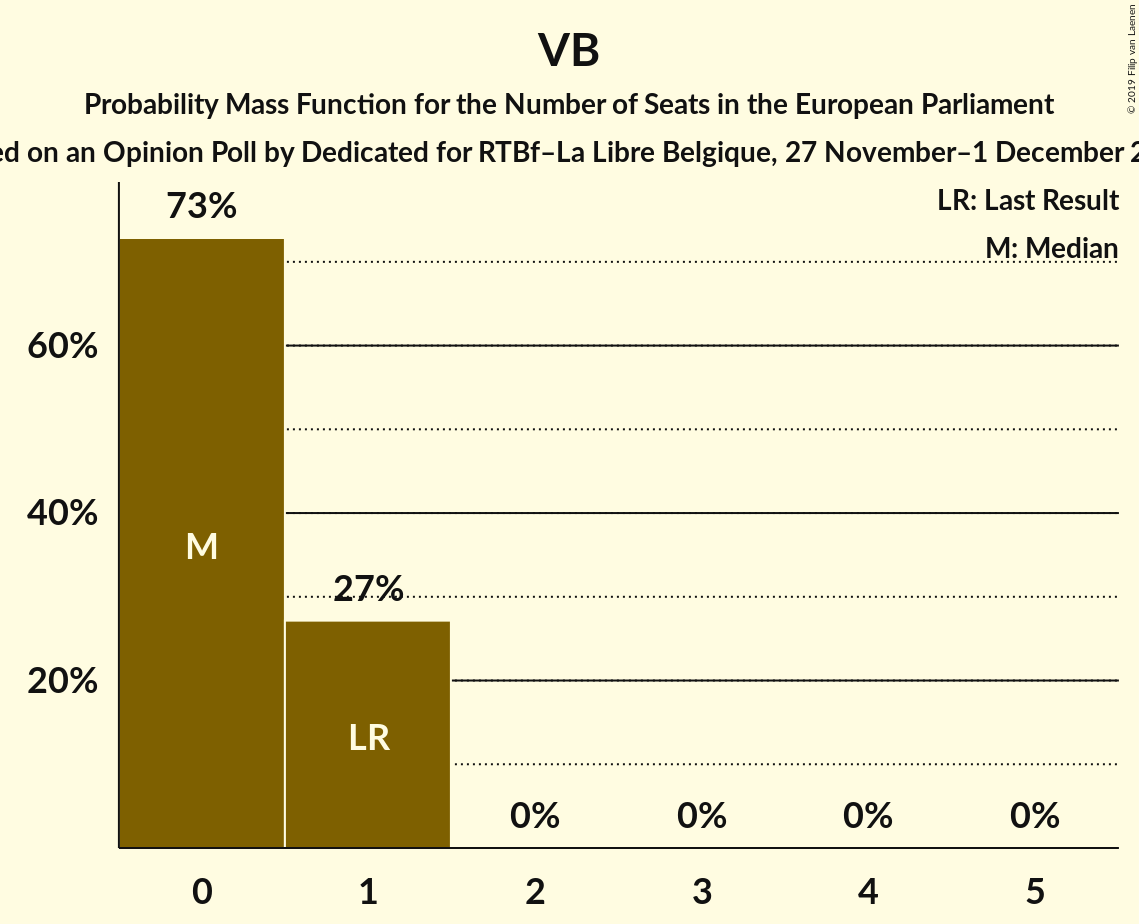 VB
Probability Mass Function for the Number of Seats in the European Parliament
on an Opinion Poll by Dedicated for RTBf–La Libre Belgique, 27 November–1 December
© 2019 Filip van Laenen
LR: Last Result
M: Median
73%
60%
40%
20%
M
27%
LR
0% 0% 0% 0%
0 1 2 3 4 5